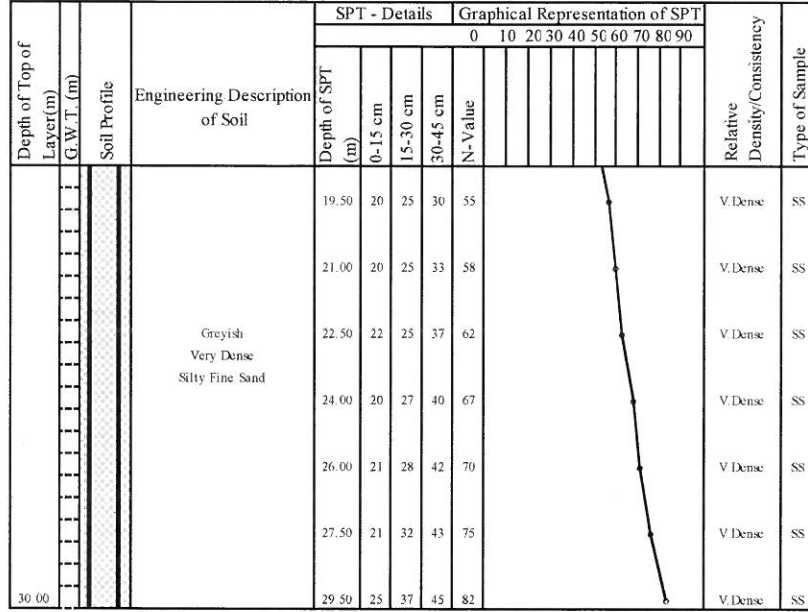 SPT - Details Graphical Representation of SPT
0 10 20 30 40 50 60 70 80 90
Depth of Top of Layer(m)
G.W.T. (m)
Soil Profile
Engineering Description
of Soil
Depth of SPT
(m)
0-15 cm
15-30 cm
30-45 cm
N-Value
Relative
Density/Consistency
Type of Sample
19.50 20 25 30 55 V.Dense SS
21.00 20 25 33 58 V.Dense SS
Greyish
22.50 22 25 37 62 V.Dense SS
Very Dense
Silty Fine Sand
24.00 20 27 40 67 V.Dense SS
26.00 21 28 42 70 V.Dense SS
27.50 21 32 43 75 V.Dense SS
30.00 29.50 25 37 45 82 V.Dense SS